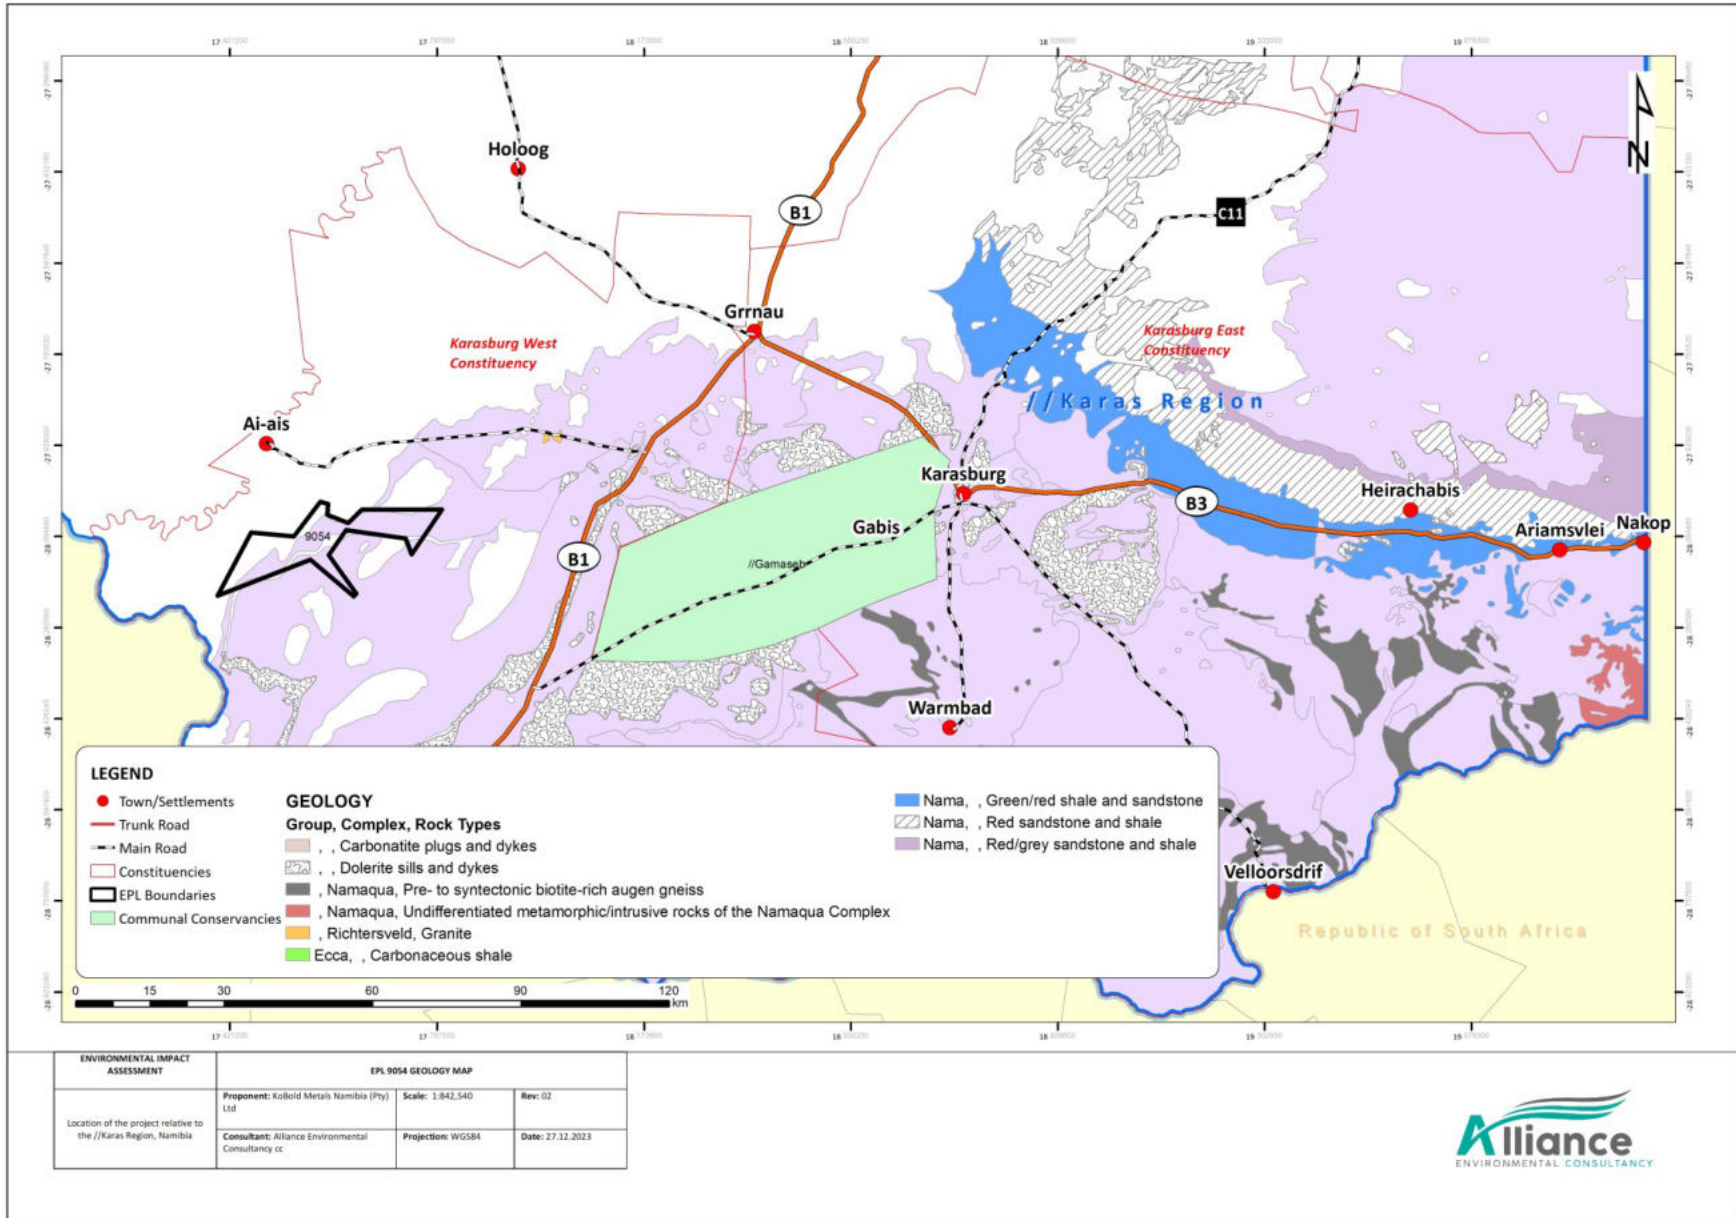 Holoog
B1
C11
Grrnau
Karasburg West
Constituency
Karasburg East
Constituency
//Karas Region
Ai-ais
Karasburg
Heirachabis
B3
Gabis
Ariamsvlei
Nakop
9054
B1
//Gamaseb
Warmbad
Velloorsdrif
Republic of South Africa
N
LEGEND
Town/Settlements
Trunk Road
Main Road
Constituencies
EPL Boundaries
Communal Conservancies
GEOLOGY
Group, Complex, Rock Types
, , Carbonatite plugs and dykes
, , Dolerite sills and dykes
, Namaqua, Pre- to syntectonic biotite-rich augen gneiss
, Namaqua, Undifferentiated metamorphic/intrusive rocks of the Namaqua Complex
, Richtersveld, Granite
Ecca, , Carbonaceous shale
Nama, , Green/red shale and sandstone
Nama, , Red sandstone and shale
Nama, , Red/grey sandstone and shale
0 15 30 60 90 120
km
ENVIRONMENTAL IMPACT
ASSESSMENT
EPL 9054 GEOLOGY MAP
Location of the project relative to
the //Karas Region, Namibia
Proponent: KoBold Metals Namibia (Pty)
Ltd
Scale: 1:842,540
Rev: 02
Consultant: Alliance Environmental
Consultancy cc
Projection: WGS84
Date: 27.12.2023
Alliance
ENVIRONMENTAL CONSULTANCY